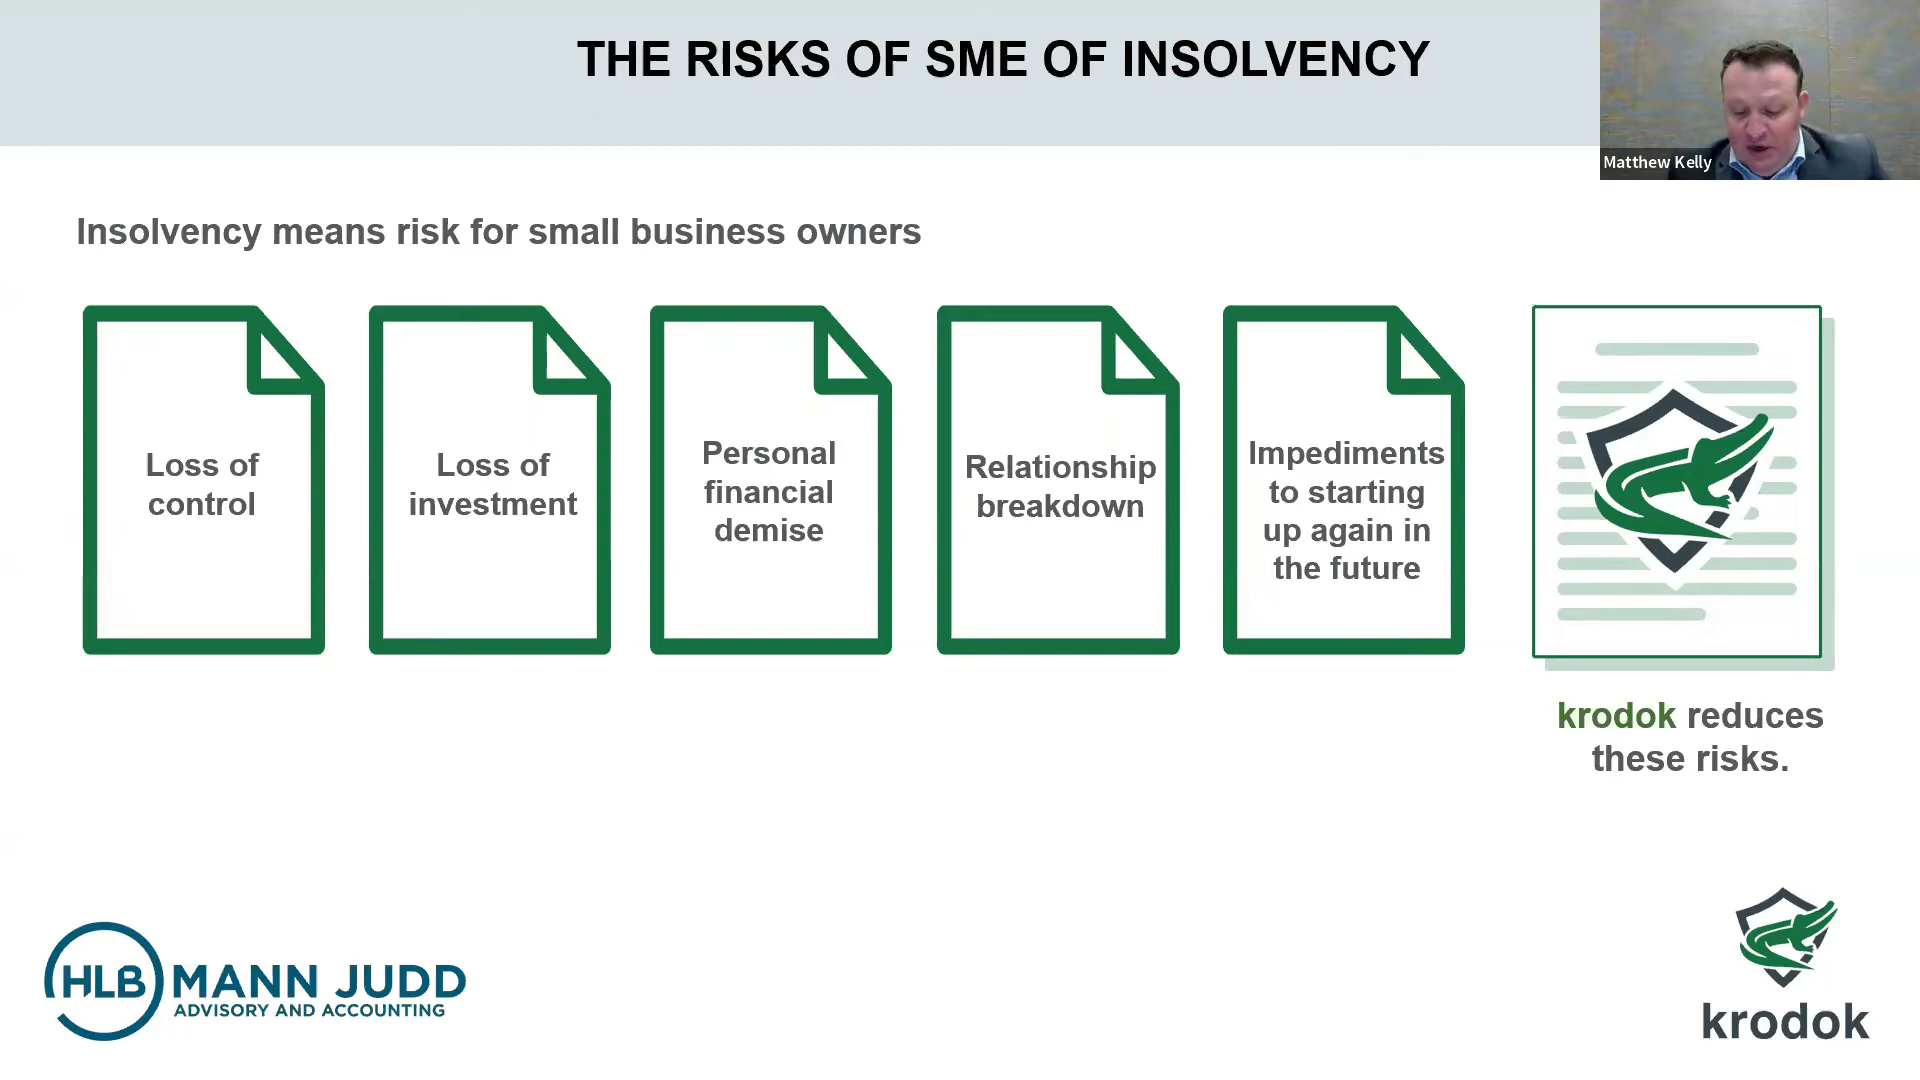 THE RISKS OF SME OF INSOLVENCY
Matthew Kelly
Insolvency means risk for small business owners
Loss of
control
Loss of
investment
Personal
financial
demise
Relationship
breakdown
Impediments
to starting
up again in
the future
krodok reduces
these risks.
HLB MANN JUDD
ADVISORY AND ACCOUNTING
krodok